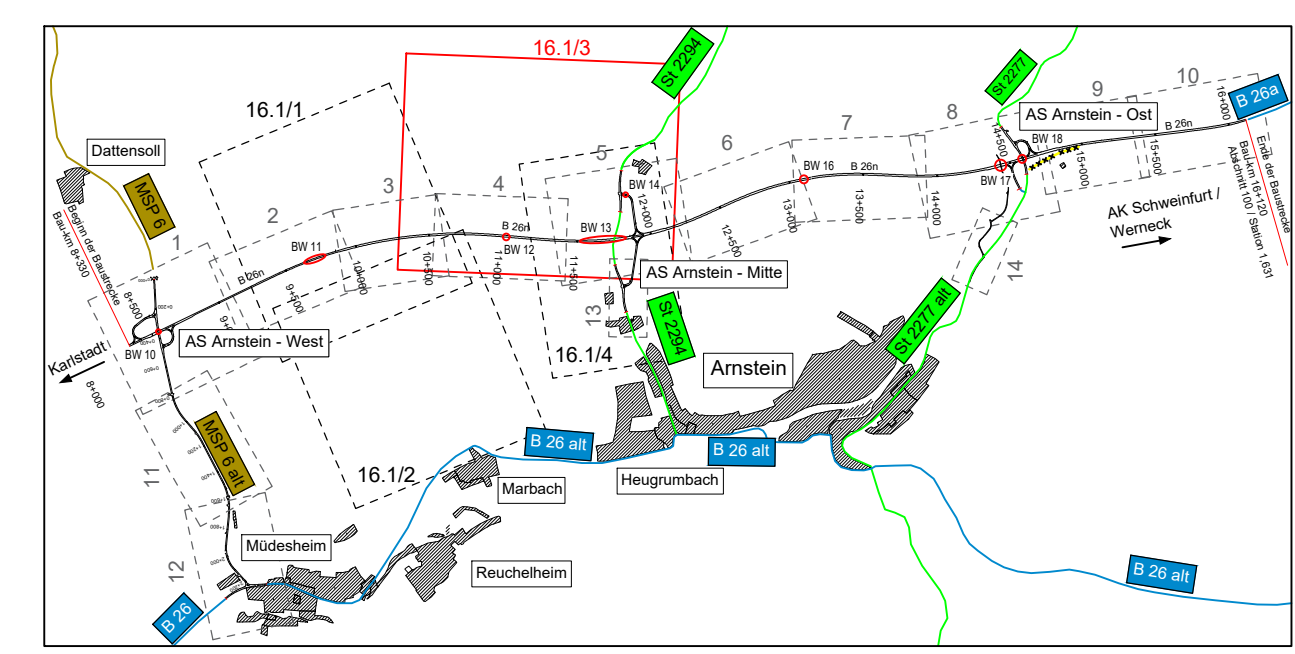 16.1/3
St 2294
16.1/1
Dattensoll
MSP 6
Beginn der Baustrecke
Bau-km 8+330
1
2
3
4
5
6
7
8
9
10
St 2277
AS Arnstein - Ost
B 26a
16+000
Ende der Baustrecke
Bau-km 16+120
Abschnitt 100 / Station 1,631
AK Schweinfurt /
Werneck
BW 10
BW 11
BW 12
BW 13
BW 14
BW 16
BW 17
BW 18
B 26n
B 26n
B 26n
B 26n
8+000
8+500
9+500
10+000
10+500
11+000
11+500
12+000
12+500
13+000
13+500
14+000
14+500
15+000
15+500
AS Arnstein - West
AS Arnstein - Mitte
Karlstadt
13
14
St 2294
St 2277 alt
16.1/4
Arnstein
MSP 6 alt
11
16.1/2
B 26 alt
B 26 alt
Marbach
Heugrumbach
12
Müdesheim
Reuchelheim
B 26
B 26 alt